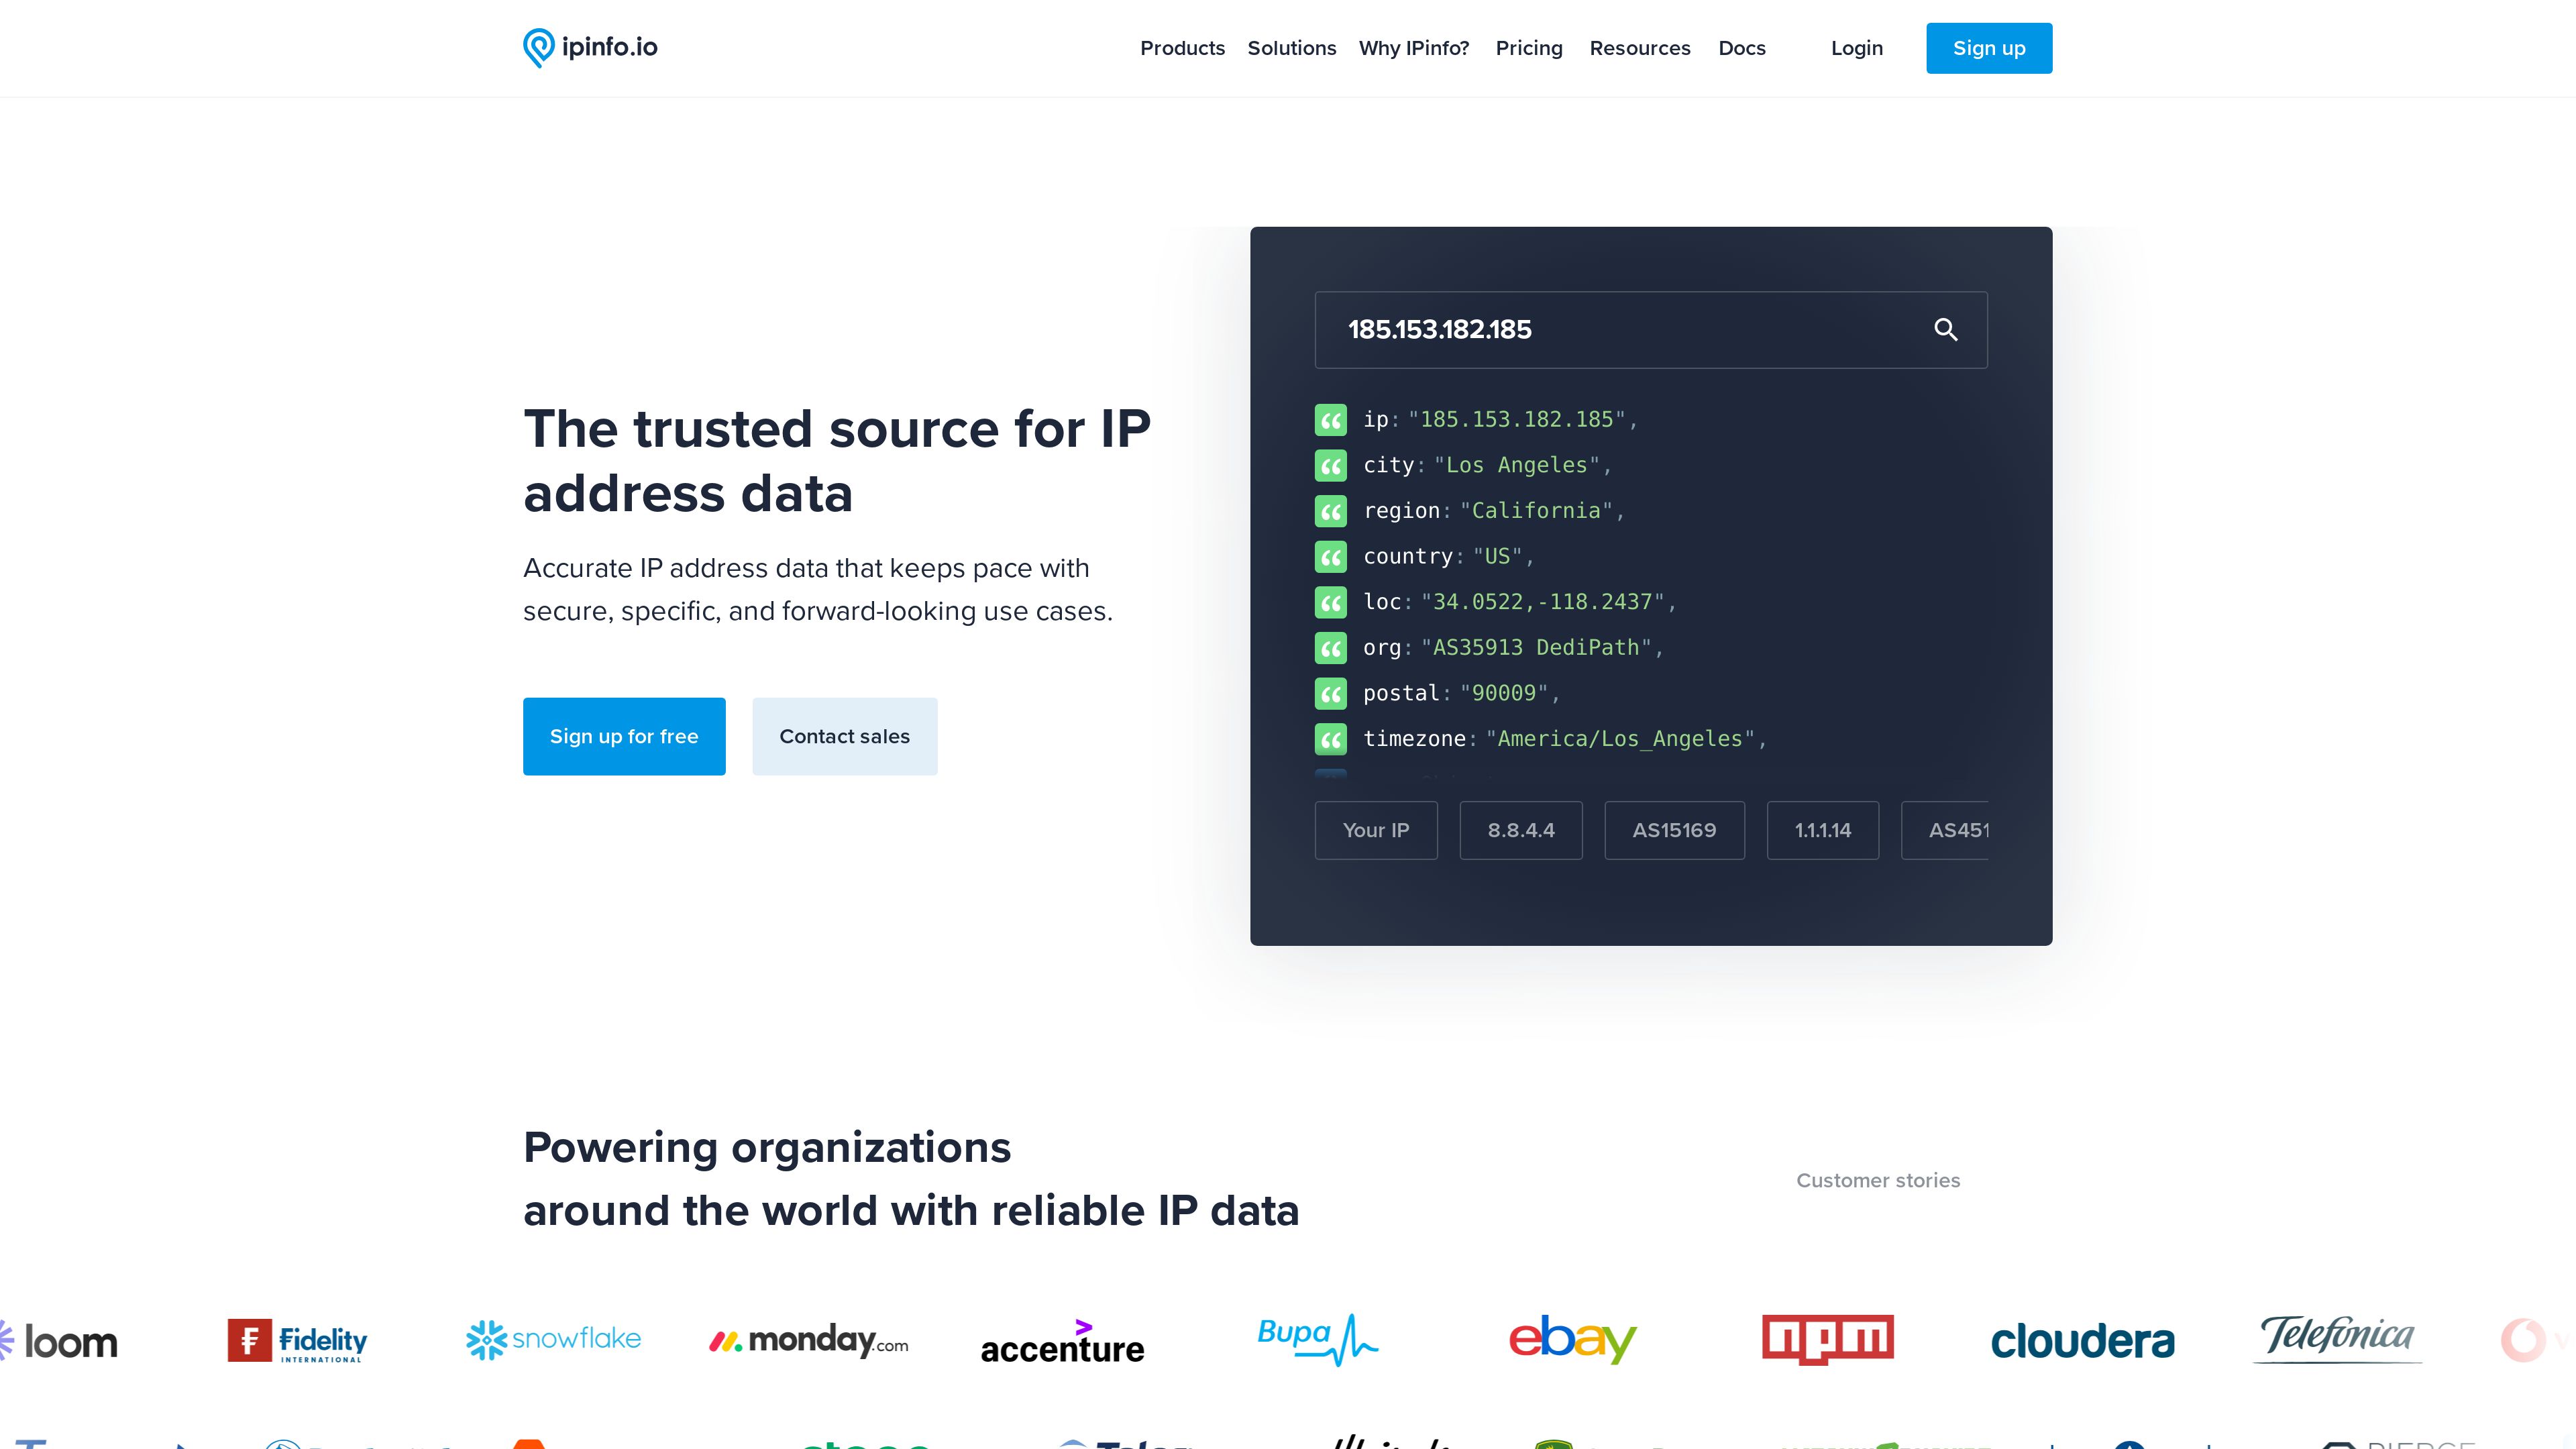 ipinfo.io
Products Solutions Why IPinfo? Pricing Resources Docs Login Sign up
The trusted source for IP
address data
Accurate IP address data that keeps pace with
secure, specific, and forward-looking use cases.
Sign up for free Contact sales
185.153.182.185
ip: "185.153.182.185",
city: "Los Angeles",
region: "California",
country: "US",
loc: "34.0522,-118.2437",
org: "AS35913 DediPath",
postal: "90009",
timezone: "America/Los_Angeles",
Your IP 8.8.4.4 AS15169 1.1.1.14 AS451
Powering organizations
around the world with reliable IP data
Customer stories
loom Fidelity INTERNATIONAL snowflake monday.com accenture Bupa ebay npm cloudera Telefónica